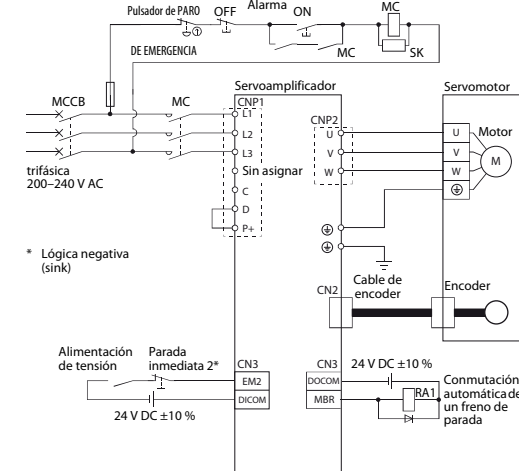 Alarma
Pulsador de PARO
OFF
ON
MC
DE EMERGENCIA
MC
SK
Servoamplificador
Servomotor
MCCB
MC
CNP1
CNP2
L1
U
U
Motor
L2
V
V
M
L3
W
W
trifásica
200–240 V AC
Sin asignar
C
D
P+
* Lógica negativa
(sink)
Cable de
encoder
Encoder
CN2
Alimentación
de tensión
Parada
inmediata 2*
CN3
CN3
24 V DC ±10 %
EM2
DOCOM
DICOM
MBR
RA1
Conmutación
automática de
un freno de
parada
24 V DC ±10 %